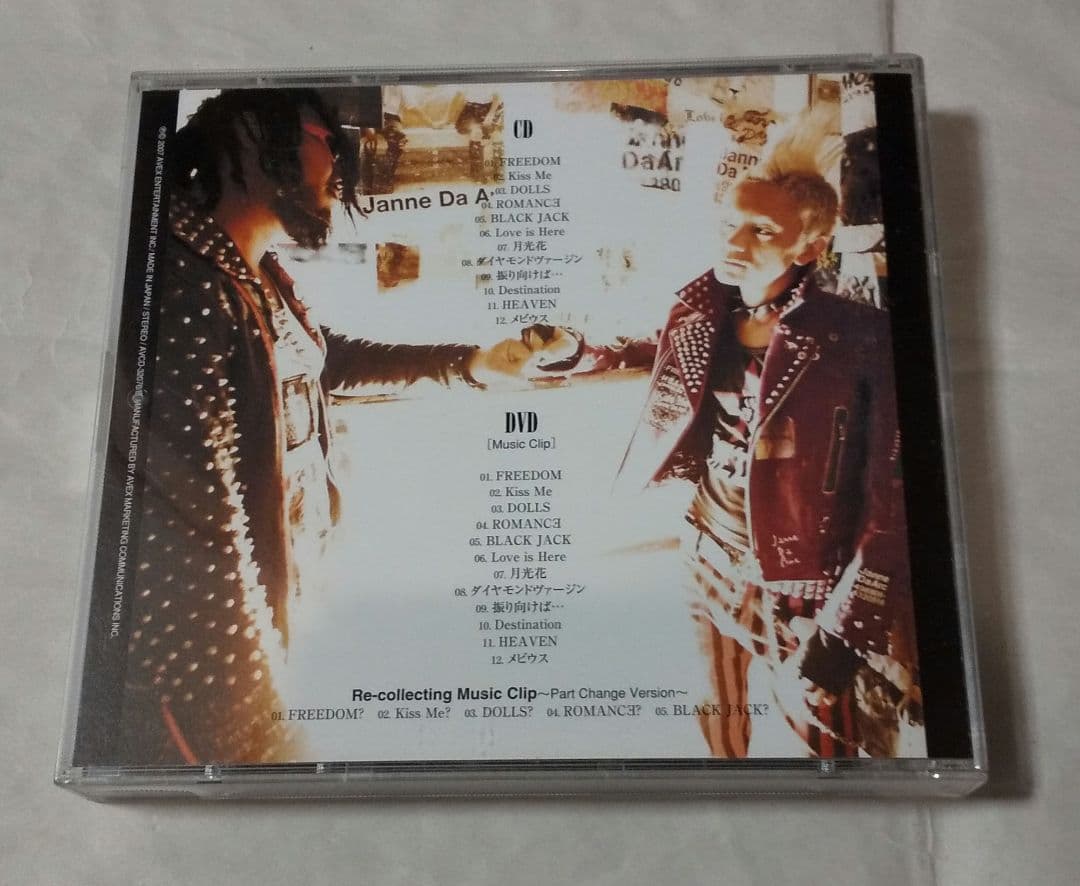 CD
01. FREEDOM
02. Kiss Me
03. DOLLS
04. ROMANCƎ
05. BLACK JACK
06. Love is Here
07. 月光花
08. ダイヤモンドヴァージン
09. 振り向けば…
10. Destination
11. HEAVEN
12. メビウス
Janne Da A
DVD
[Music Clip]
01. FREEDOM
02. Kiss Me
03. DOLLS
04. ROMANCƎ
05. BLACK JACK
06. Love is Here
07. 月光花
08. ダイヤモンドヴァージン
09. 振り向けば…
10. Destination
11. HEAVEN
12. メビウス
Re-collecting Music Clip～Part Change Version～
01. FREEDOM? 02. Kiss Me? 03. DOLLS? 04. ROMANCƎ? 05. BLACK JACK?
℗© 2007 AVEX ENTERTAINMENT INC./MADE IN JAPAN / STEREO / MANUFACTURED BY AVEX MARKETING COMMUNICATIONS INC.
Janne
Da Arc